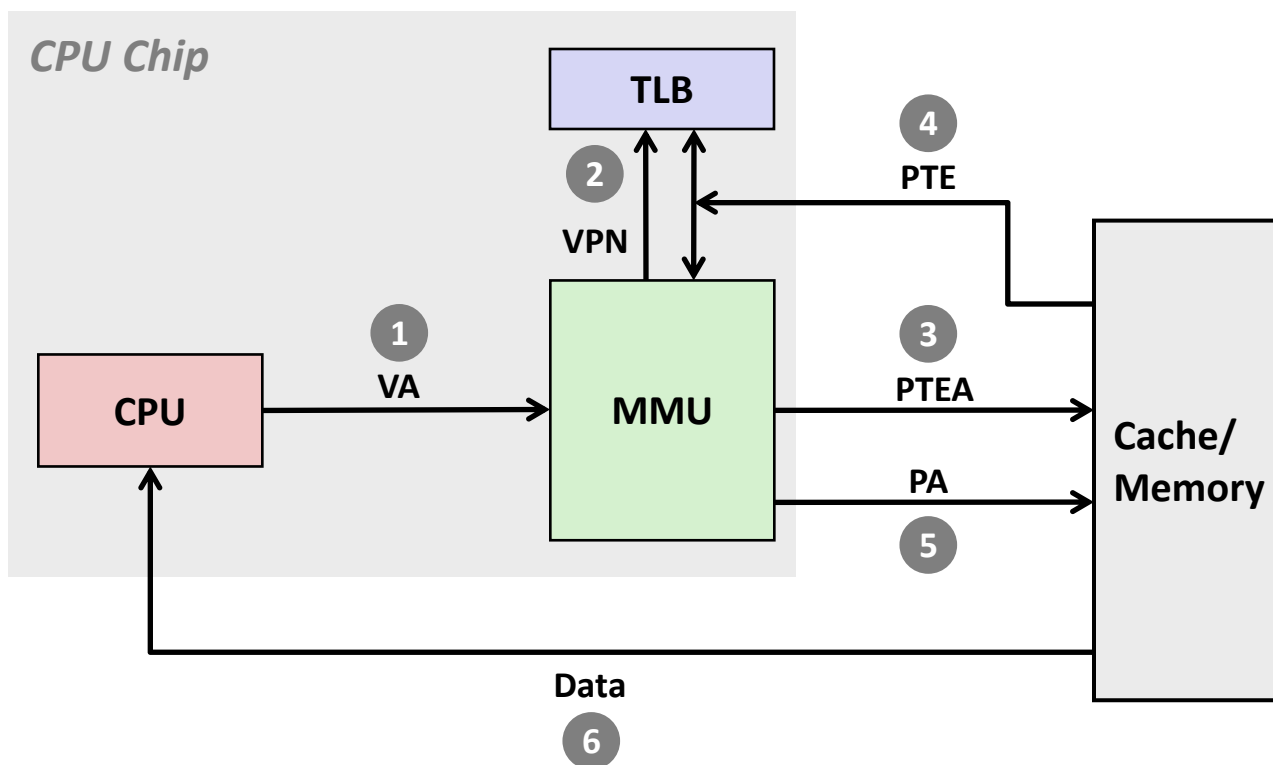 CPU Chip
TLB
4
PTE
2
VPN
1
VA
3
PTEA
CPU
MMU
Cache/
Memory
PA
5
Data
6